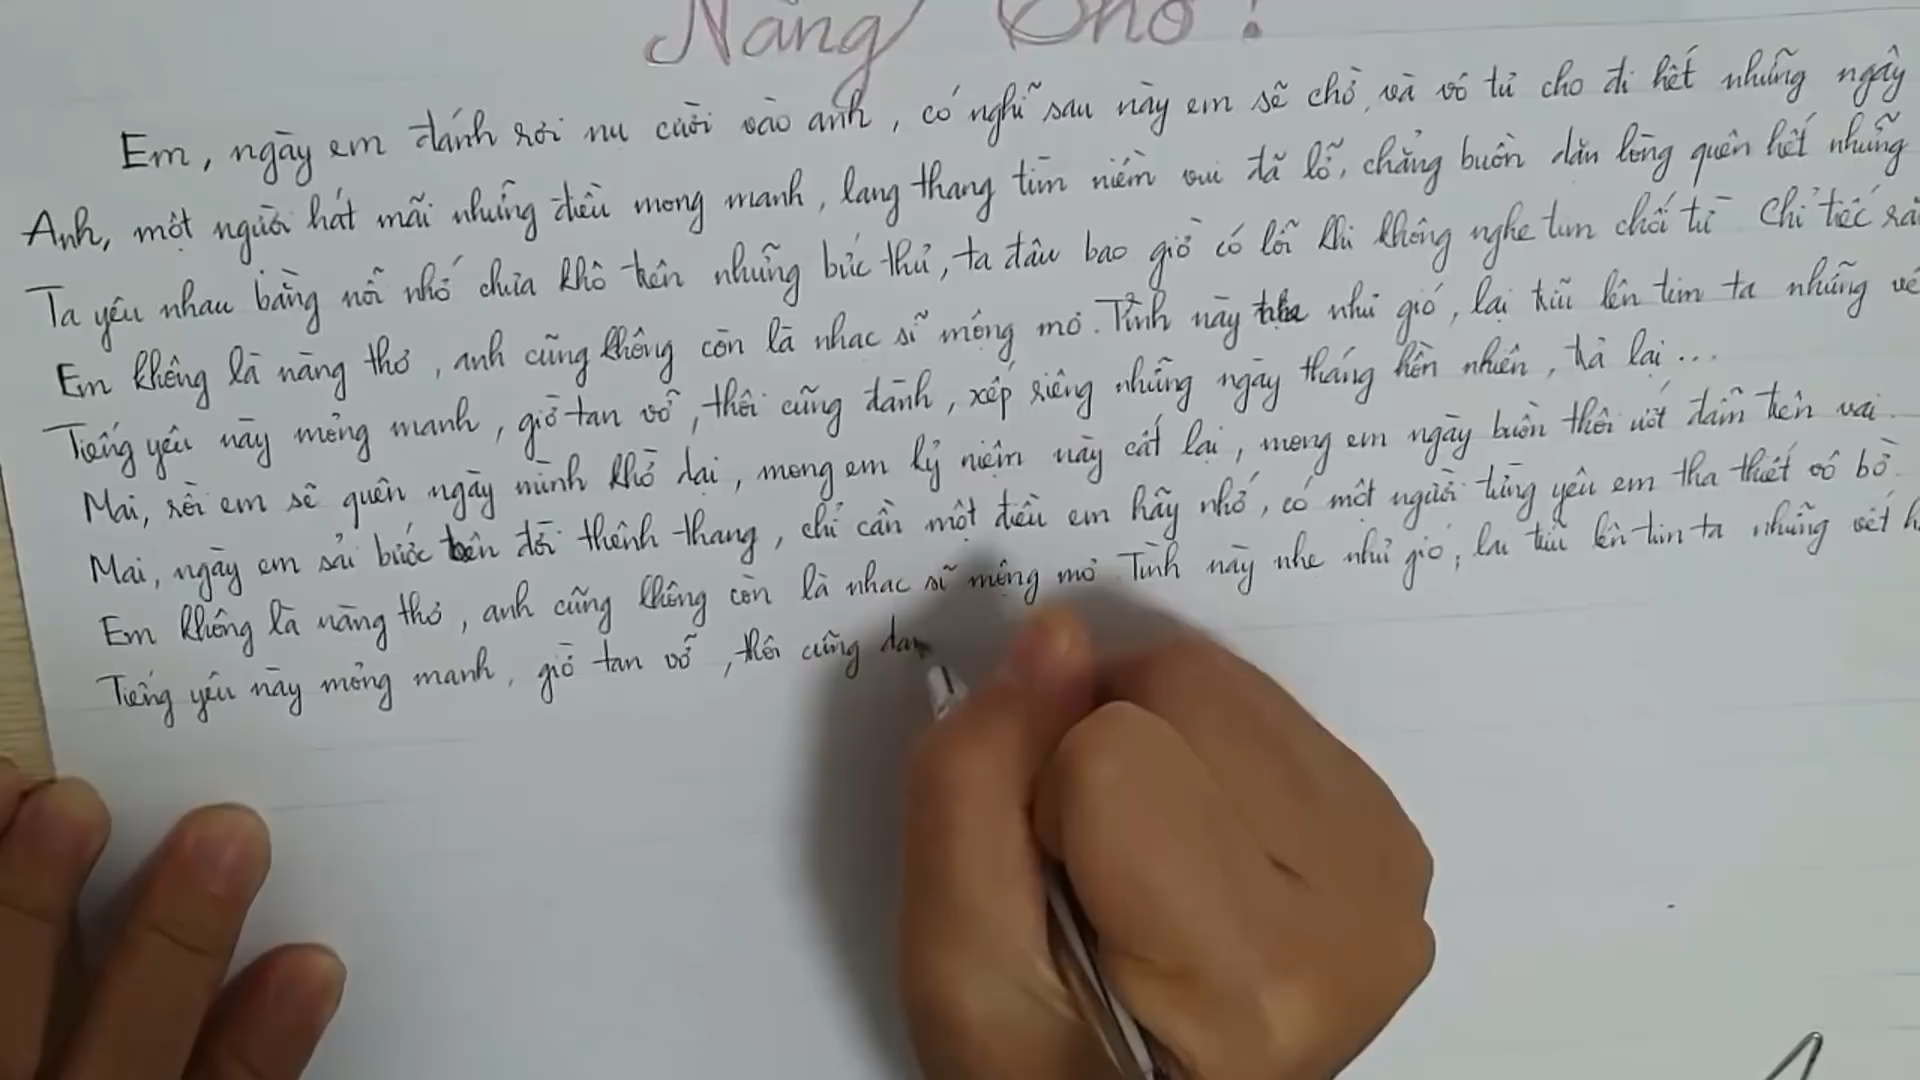 Nàng Thơ!
Em, ngày em đánh rơi nụ cười vào anh, có nghĩ sau này em sẽ chờ, và vô tư cho đi hết những ngày
Anh, một người hát mãi những điều mong manh, lang thang tìm niềm vui đã lỡ, chẳng buồn dặn lòng quên hết những
Ta yêu nhau bằng nỗi nhớ chưa khô trên những bức thư, ta đâu bao giờ có lỗi khi không nghe tim chối từ Chỉ tiếc
Em không là nàng thơ, anh cũng không còn là nhạc sĩ mộng mơ. Tình này như gió, lại trĩu lên tim ta những
Tiếng yêu này mỏng manh, giờ tan vỡ, thôi cũng đành, xếp riêng những ngày tháng hồn nhiên, trả lại...
Mai, rồi em sẽ quên ngày mình khờ dại, mong em kỷ niệm này cất lại, mong em ngày buồn thôi ướt đẫm trên vai.
Mai, ngày em sải bước bên đời thênh thang, chỉ cần một điều em hãy nhớ, có một người từng yêu em tha thiết vô bờ.
Em không là nàng thơ, anh cũng không còn là nhạc sĩ mộng mơ Tình này nhẹ như gió, lại trĩu lên tim ta những vết
Tiếng yêu này mỏng manh, giờ tan vỡ, thôi cũng